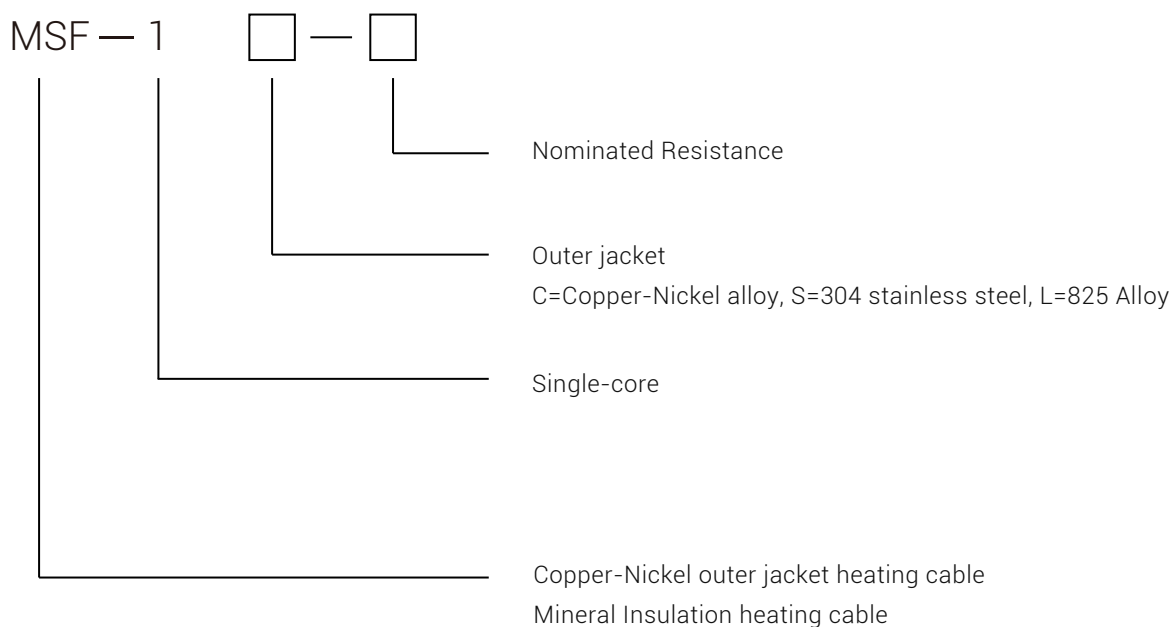 MSF — 1 □ — □
Nominated Resistance
Outer jacket
C=Copper-Nickel alloy, S=304 stainless steel, L=825 Alloy
Single-core
Copper-Nickel outer jacket heating cable
Mineral Insulation heating cable